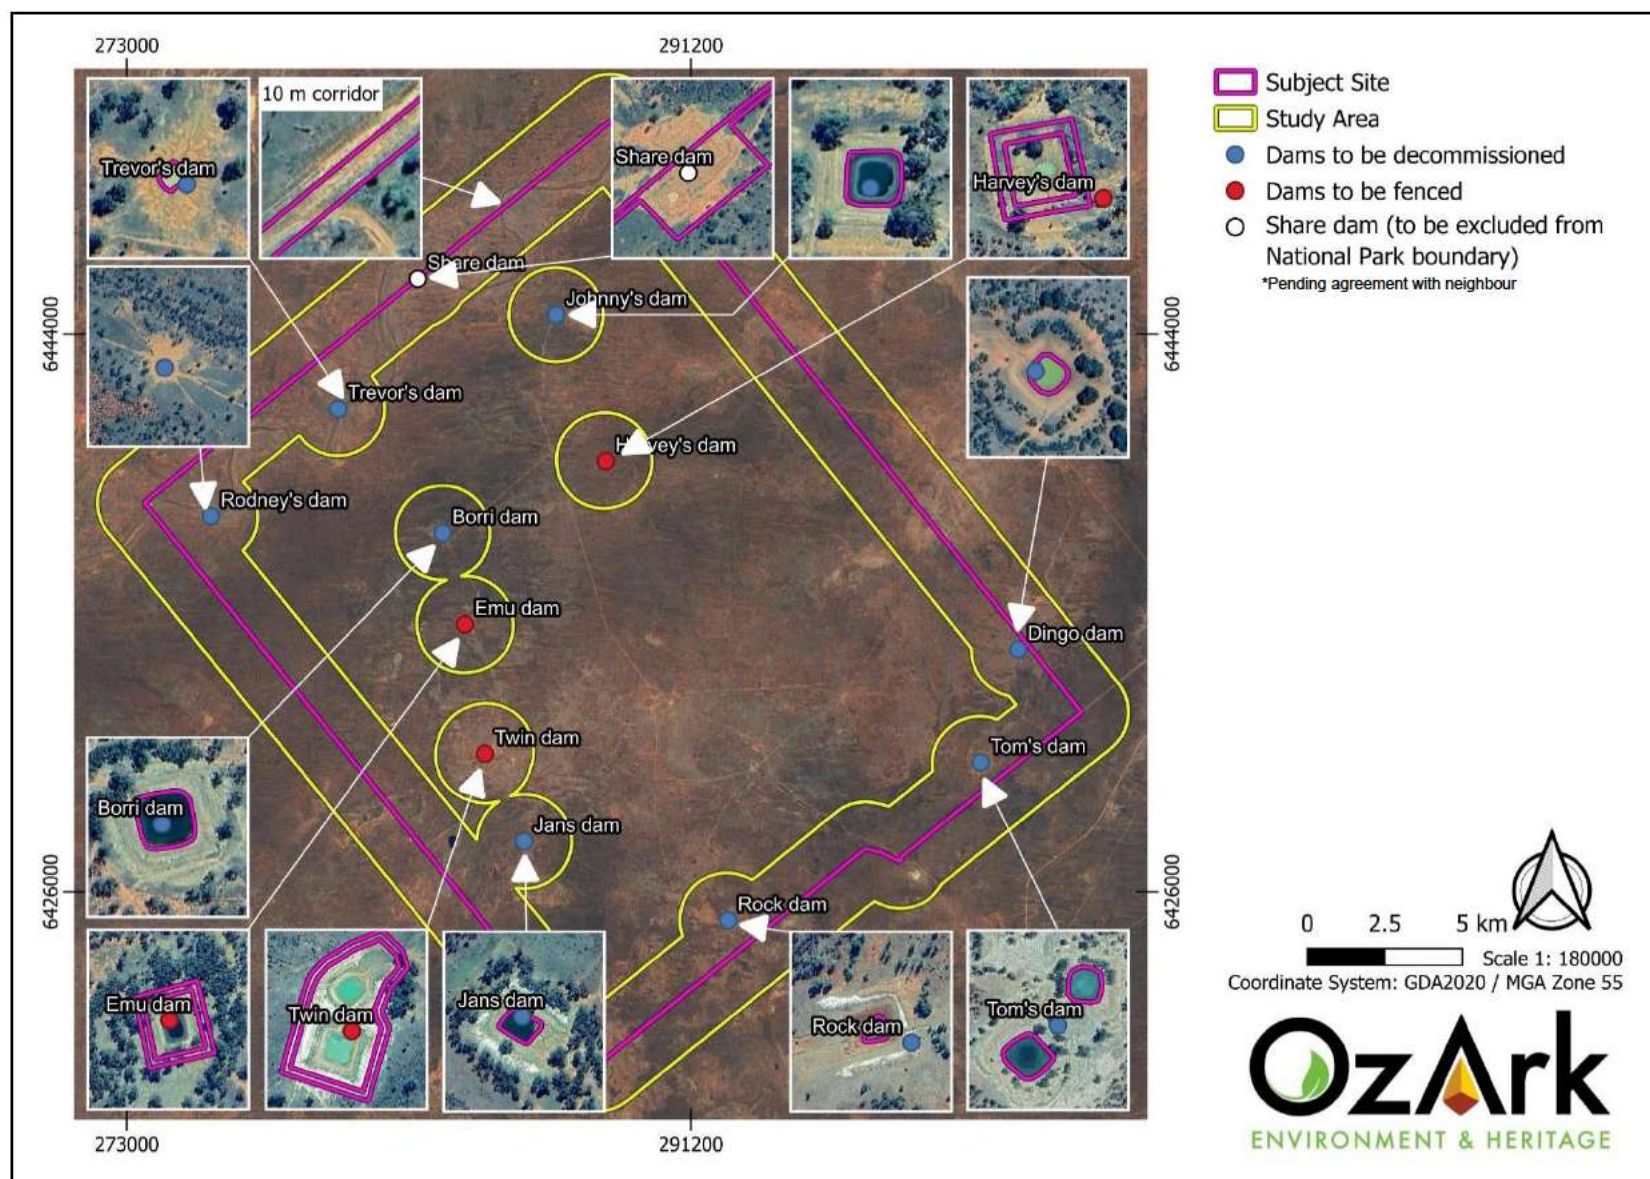 273000
291200
10 m corridor
Trevor's dam
Share dam
Harvey's dam
Share dam
Johnny's dam
Trevor's dam
Harvey's dam
Rodney's dam
Borri dam
Emu dam
Dingo dam
Twin dam
Tom's dam
Borri dam
Jans dam
Rock dam
Emu dam
Twin dam
Jans dam
Rock dam
Tom's dam
6444000
6426000
6444000
6426000
273000
291200
Subject Site
Study Area
Dams to be decommissioned
Dams to be fenced
Share dam (to be excluded from
National Park boundary)
*Pending agreement with neighbour
0 2.5 5 km
Scale 1: 180000
Coordinate System: GDA2020 / MGA Zone 55
OzArk
ENVIRONMENT & HERITAGE